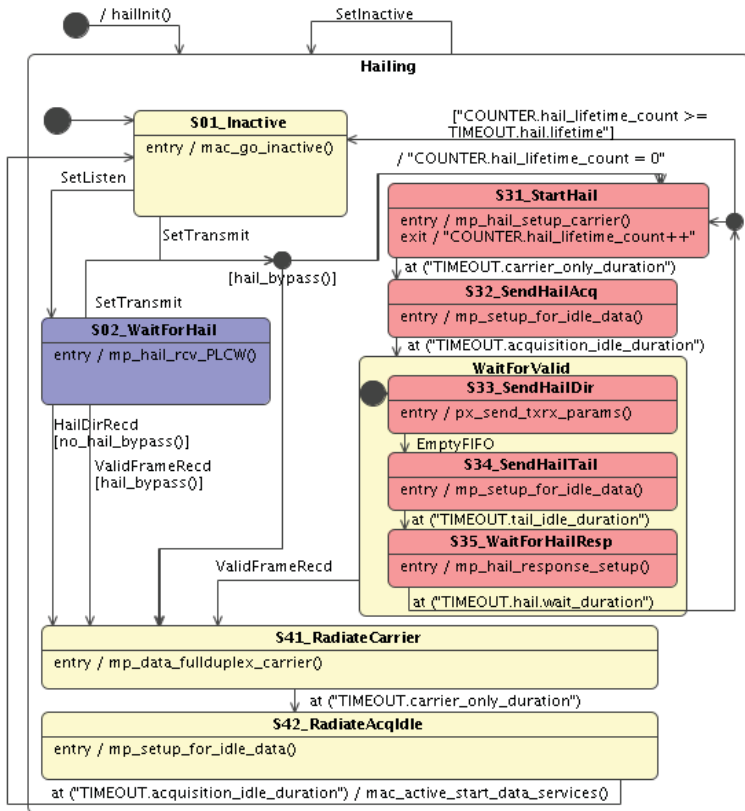 / hailInit()
SetInactive
Hailing
S01_Inactive
entry / mac_go_inactive()
["COUNTER.hail_lifetime_count >=
TIMEOUT.hail.lifetime"]
/ "COUNTER.hail_lifetime_count = 0"
SetListen
S31_StartHail
entry / mp_hail_setup_carrier()
exit / "COUNTER.hail_lifetime_count++"
SetTransmit
[hail_bypass()]
at ("TIMEOUT.carrier_only_duration")
SetTransmit
S32_SendHailAcq
entry / mp_setup_for_idle_data()
S02_WaitForHail
entry / mp_hail_rcv_PLCW()
at ("TIMEOUT.acquisition_idle_duration")
WaitForValid
S33_SendHailDir
entry / px_send_txrx_params()
HailDirRecd
[no_hail_bypass()]
EmptyFIFO
ValidFrameRecd
[hail_bypass()]
S34_SendHailTail
entry / mp_setup_for_idle_data()
at ("TIMEOUT.tail_idle_duration")
S35_WaitForHailResp
entry / mp_hail_response_setup()
ValidFrameRecd
at ("TIMEOUT.hail.wait_duration")
S41_RadiateCarrier
entry / mp_data_fullduplex_carrier()
at ("TIMEOUT.carrier_only_duration")
S42_RadiateAcqIdle
entry / mp_setup_for_idle_data()
at ("TIMEOUT.acquisition_idle_duration") / mac_active_start_data_services()